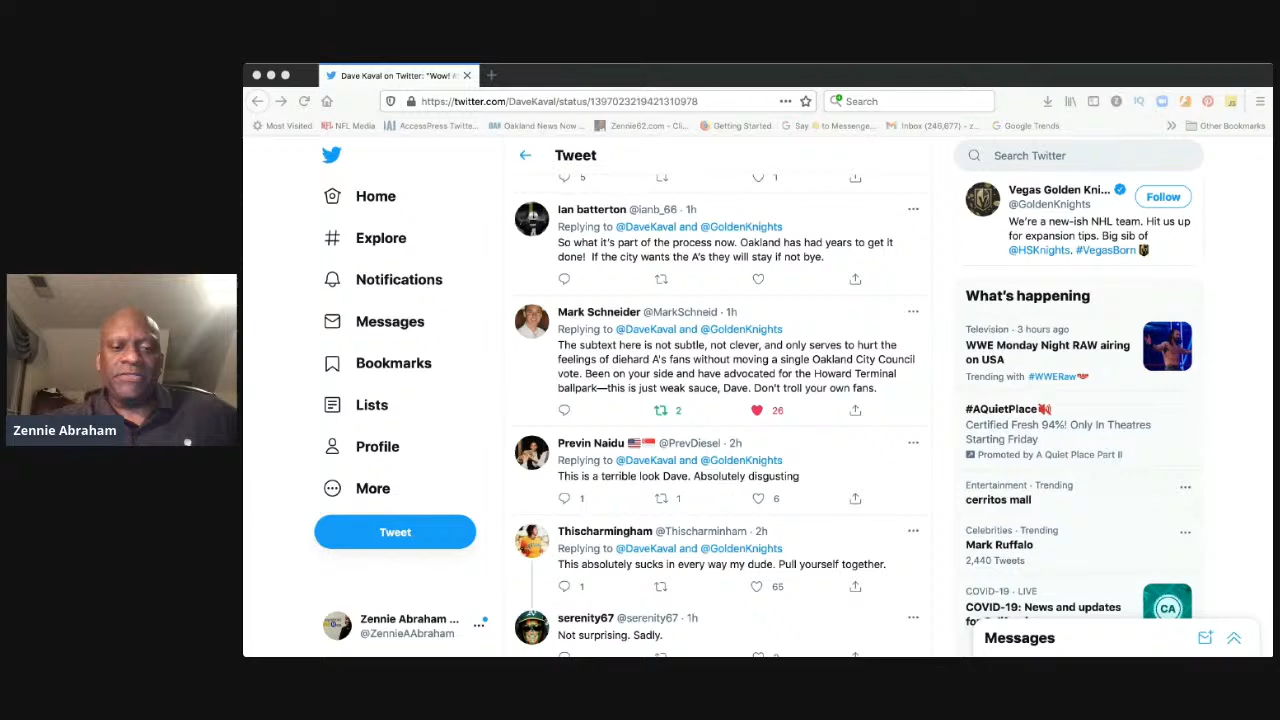 Dave Kaval on Twitter: "Wow! #
https://twitter.com/DaveKaval/status/1397023219421310978
Search
Most Visited
NFL Media
AccessPress Twitte...
Oakland News Now ...
Zennie62.com - Cli...
Getting Started
Say 👋 to Messenge...
Inbox (246,677) - z...
Google Trends
Other Bookmarks
Home
Explore
Notifications
Messages
Bookmarks
Lists
Profile
More
Tweet
Zennie Abraham ...
@ZennieAAbraham
Zennie Abraham
Tweet
5
1
Ian batterton @ianb_66 · 1h
Replying to @DaveKaval and @GoldenKnights
So what it's part of the process now. Oakland has had years to get it
done! If the city wants the A's they will stay if not bye.
Mark Schneider @MarkSchneid · 1h
Replying to @DaveKaval and @GoldenKnights
The subtext here is not subtle, not clever, and only serves to hurt the
feelings of diehard A's fans without moving a single Oakland City Council
vote. Been on your side and have advocated for the Howard Terminal
ballpark—this is just weak sauce, Dave. Don't troll your own fans.
2 26
Previn Naidu 🇺🇸🇸🇬 @PrevDiesel · 2h
Replying to @DaveKaval and @GoldenKnights
This is a terrible look Dave. Absolutely disgusting
1 1 6
Thischarmingham @Thischarminham · 2h
Replying to @DaveKaval and @GoldenKnights
This absolutely sucks in every way my dude. Pull yourself together.
1 65
serenity67 @serenity67 · 1h
Not surprising. Sadly.
Search Twitter
Vegas Golden Kni...
@GoldenKnights
Follow
We're a new-ish NHL team. Hit us up
for expansion tips. Big sib of
@HSKnights. #VegasBorn
What's happening
Television · 3 hours ago
WWE Monday Night RAW airing
on USA
Trending with #WWERaw
#AQuietPlace
Certified Fresh 94%! Only In Theatres
Starting Friday
Promoted by A Quiet Place Part II
Entertainment · Trending
cerritos mall
Celebrities · Trending
Mark Ruffalo
2,440 Tweets
COVID-19 · LIVE
COVID-19: News and updates
CA
Messages